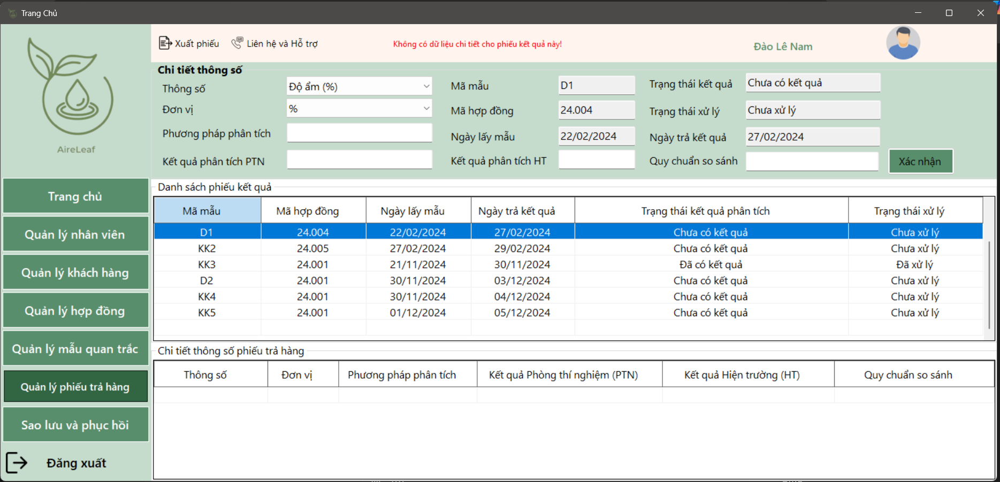 Trang Chủ
AireLeaf
Trang chủ
Quản lý nhân viên
Quản lý khách hàng
Quản lý hợp đồng
Quản lý mẫu quan trắc
Quản lý phiếu trả hàng
Sao lưu và phục hồi
Đăng xuất
Xuất phiếu Liên hệ và Hỗ trợ Không có dữ liệu chi tiết cho phiếu kết quả này! Đào Lê Nam
Chi tiết thông số
Thông số Độ ẩm (%) Mã mẫu D1 Trạng thái kết quả Chưa có kết quả
Đơn vị % Mã hợp đồng 24.004 Trạng thái xử lý Chưa xử lý
Phương pháp phân tích Ngày lấy mẫu 22/02/2024 Ngày trả kết quả 27/02/2024
Kết quả phân tích PTN Kết quả phân tích HT Quy chuẩn so sánh Xác nhận
Danh sách phiếu kết quả
Mã mẫu Mã hợp đồng Ngày lấy mẫu Ngày trả kết quả Trạng thái kết quả phân tích Trạng thái xử lý
D1 24.004 22/02/2024 27/02/2024 Chưa có kết quả Chưa xử lý
KK2 24.005 27/02/2024 29/02/2024 Chưa có kết quả Chưa xử lý
KK3 24.001 21/11/2024 30/11/2024 Đã có kết quả Đã xử lý
D2 24.001 30/11/2024 03/12/2024 Chưa có kết quả Chưa xử lý
KK4 24.001 30/11/2024 04/12/2024 Chưa có kết quả Chưa xử lý
KK5 24.001 01/12/2024 05/12/2024 Chưa có kết quả Chưa xử lý
Chi tiết thông số phiếu trả hàng
Thông số Đơn vị Phương pháp phân tích Kết quả Phòng thí nghiệm (PTN) Kết quả Hiện trường (HT) Quy chuẩn so sánh